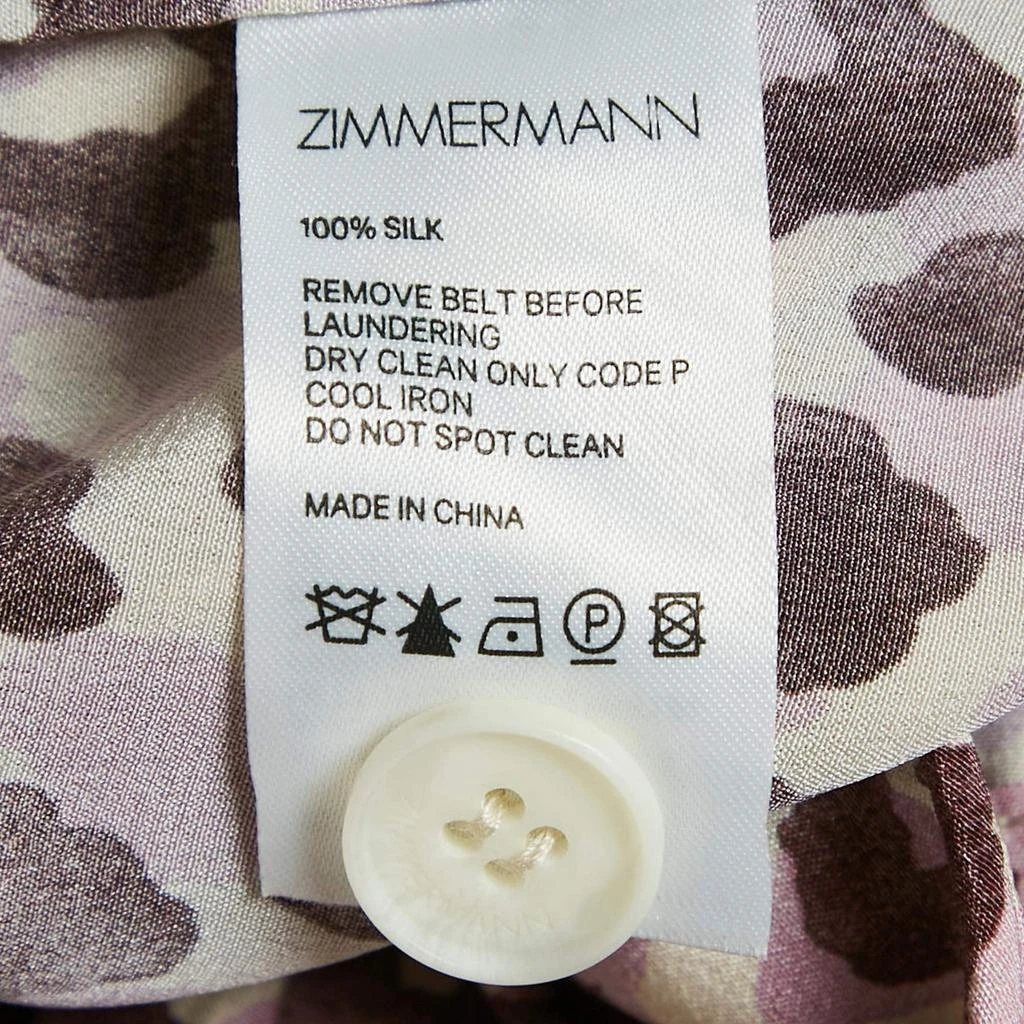 ZIMMERMANN
100% SILK
REMOVE BELT BEFORE
LAUNDERING
DRY CLEAN ONLY CODE P
COOL IRON
DO NOT SPOT CLEAN
MADE IN CHINA
P